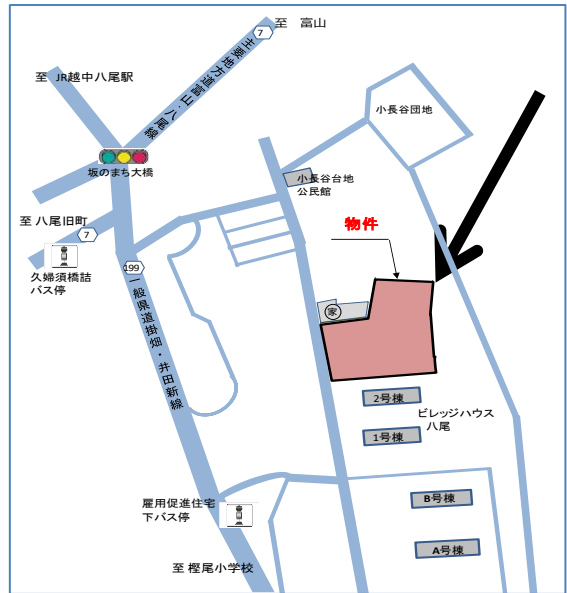 至 富山
7
主要地方道富山・八尾線
至 JR越中八尾駅
坂のまち大橋
小長谷団地
小長谷台地
公民館
至 八尾旧町
7
久婦須橋詰
バス停
199
一般県道掛畑・井田新線
物件
家
2号棟
ビレッジハウス
八尾
1号棟
B号棟
A号棟
雇用促進住宅
下バス停
至 樫尾小学校